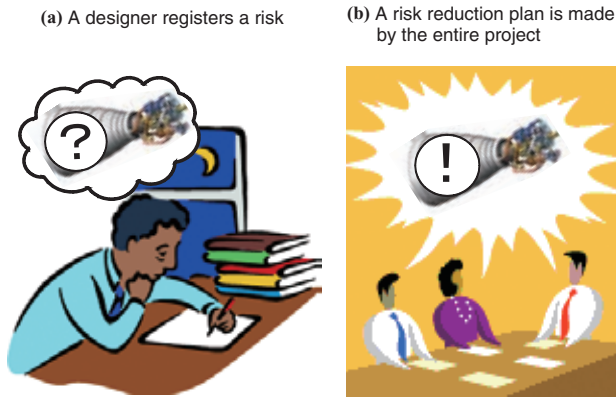 (a) A designer registers a risk
(b) A risk reduction plan is made
by the entire project
?
!